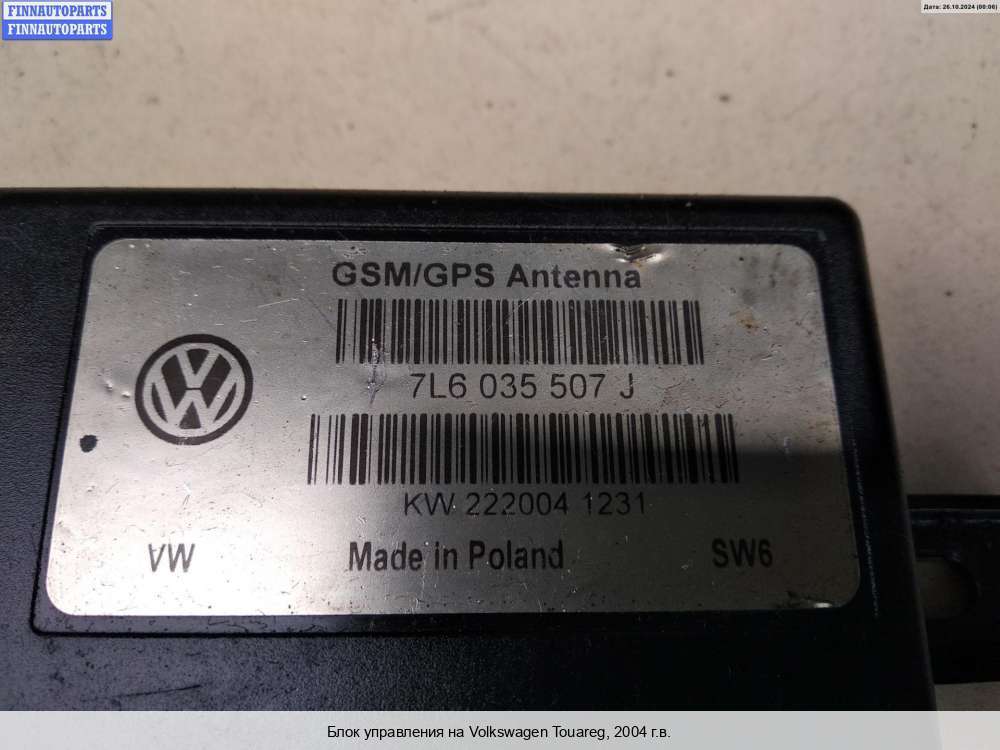 FINNAUTOPARTS
FINNAUTOPARTS
Дата: 26.10.2024 (00:06)
GSM/GPS Antenna
7L6 035 507 J
KW 222004 1231
VW Made in Poland SW6
Блок управления на Volkswagen Touareg, 2004 г.в.